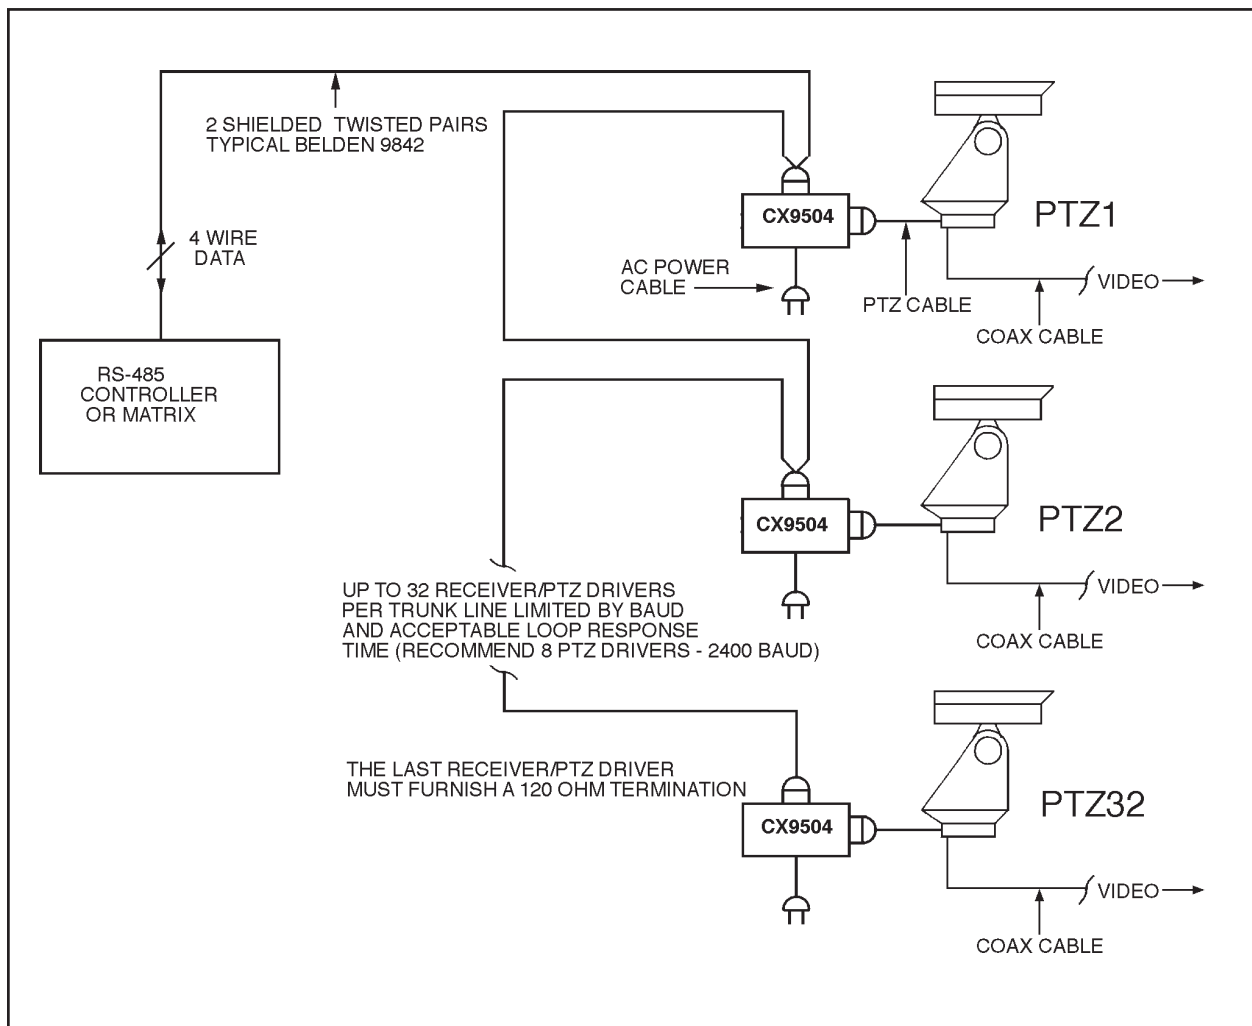 2 SHIELDED TWISTED PAIRS
TYPICAL BELDEN 9842
4 WIRE
DATA
RS-485
CONTROLLER
OR MATRIX
CX9504
PTZ1
AC POWER
CABLE
PTZ CABLE
VIDEO
COAX CABLE
CX9504
PTZ2
VIDEO
COAX CABLE
UP TO 32 RECEIVER/PTZ DRIVERS
PER TRUNK LINE LIMITED BY BAUD
AND ACCEPTABLE LOOP RESPONSE
TIME (RECOMMEND 8 PTZ DRIVERS - 2400 BAUD)
THE LAST RECEIVER/PTZ DRIVER
MUST FURNISH A 120 OHM TERMINATION
CX9504
PTZ32
VIDEO
COAX CABLE